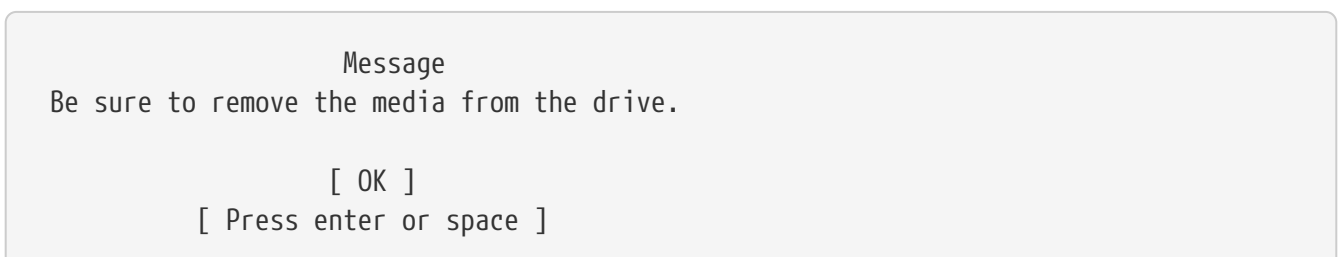 Message
Be sure to remove the media from the drive.
[ OK ]
[ Press enter or space ]